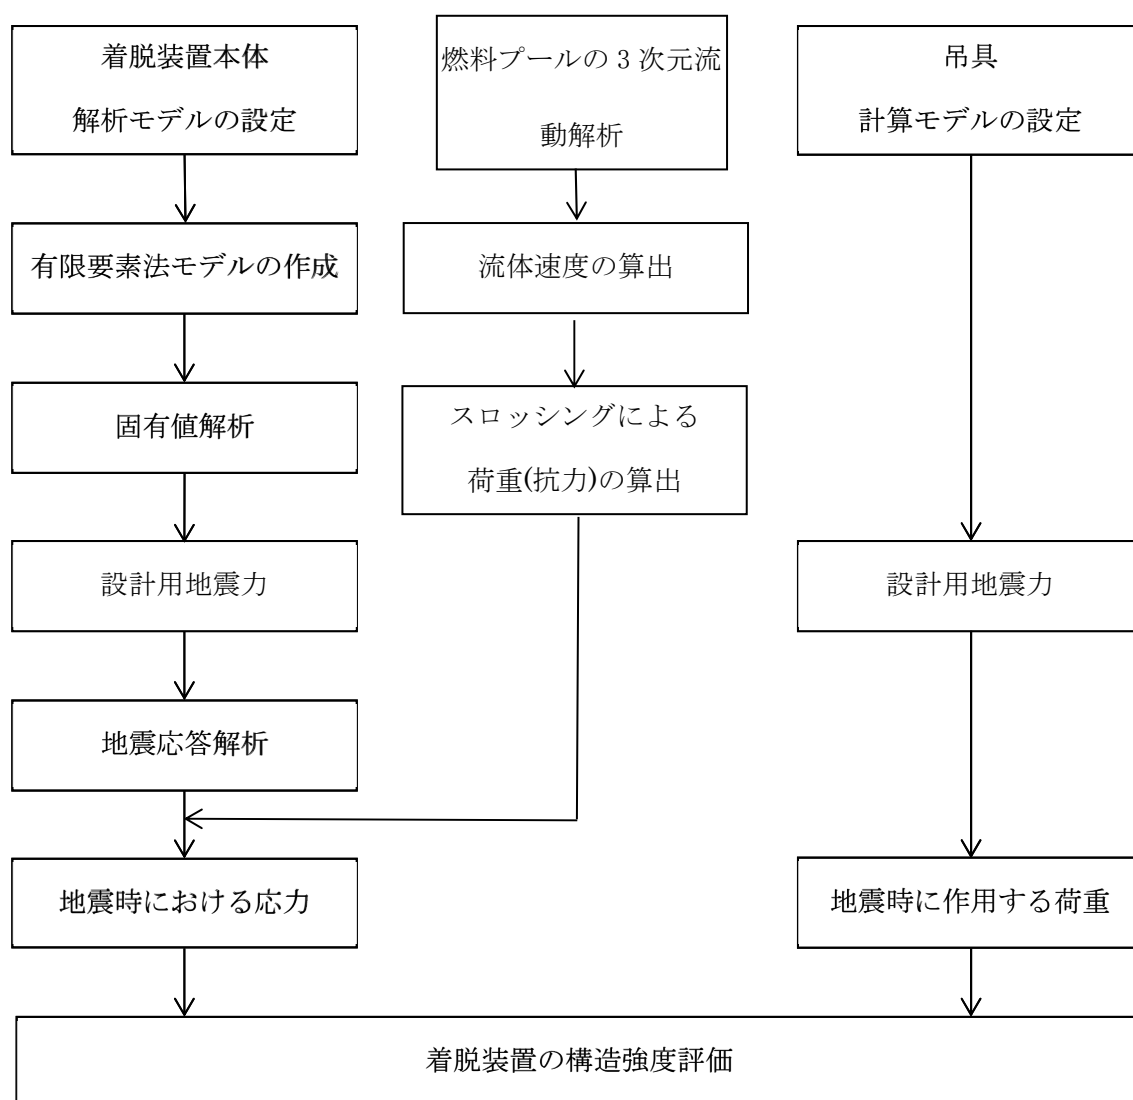 着脱装置本体
解析モデルの設定
有限要素法モデルの作成
固有値解析
設計用地震力
地震応答解析
地震時における応力
燃料プールの3次元流
動解析
流体速度の算出
スロッシングによる
荷重(抗力)の算出
吊具
計算モデルの設定
設計用地震力
地震時に作用する荷重
着脱装置の構造強度評価